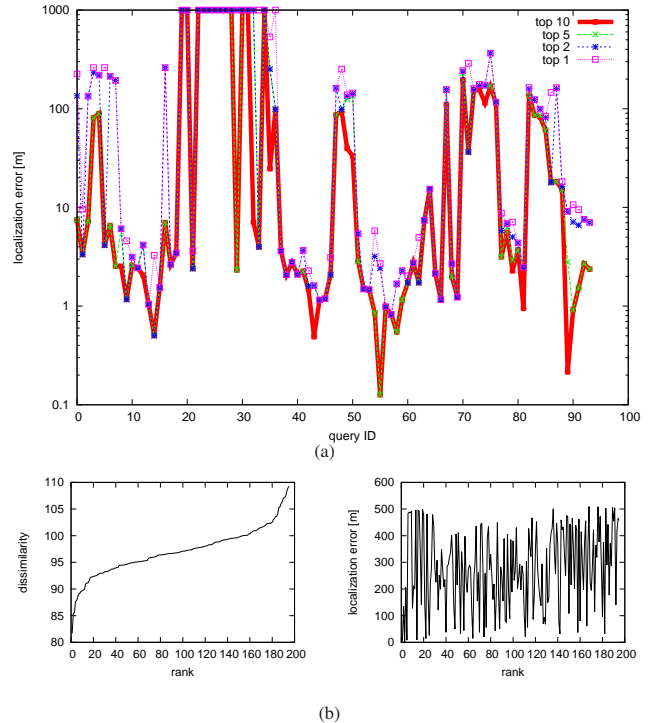 1000
100
10
1
0.1
localization error [m]
top 10
top 5
top 2
top 1
0 10 20 30 40 50 60 70 80 90 100
query ID
(a)
110
105
100
95
90
85
80
dissimilarity
0 20 40 60 80 100 120 140 160 180 200
rank
600
500
400
300
200
100
0
localization error [m]
0 20 40 60 80 100 120 140 160 180 200
rank
(b)